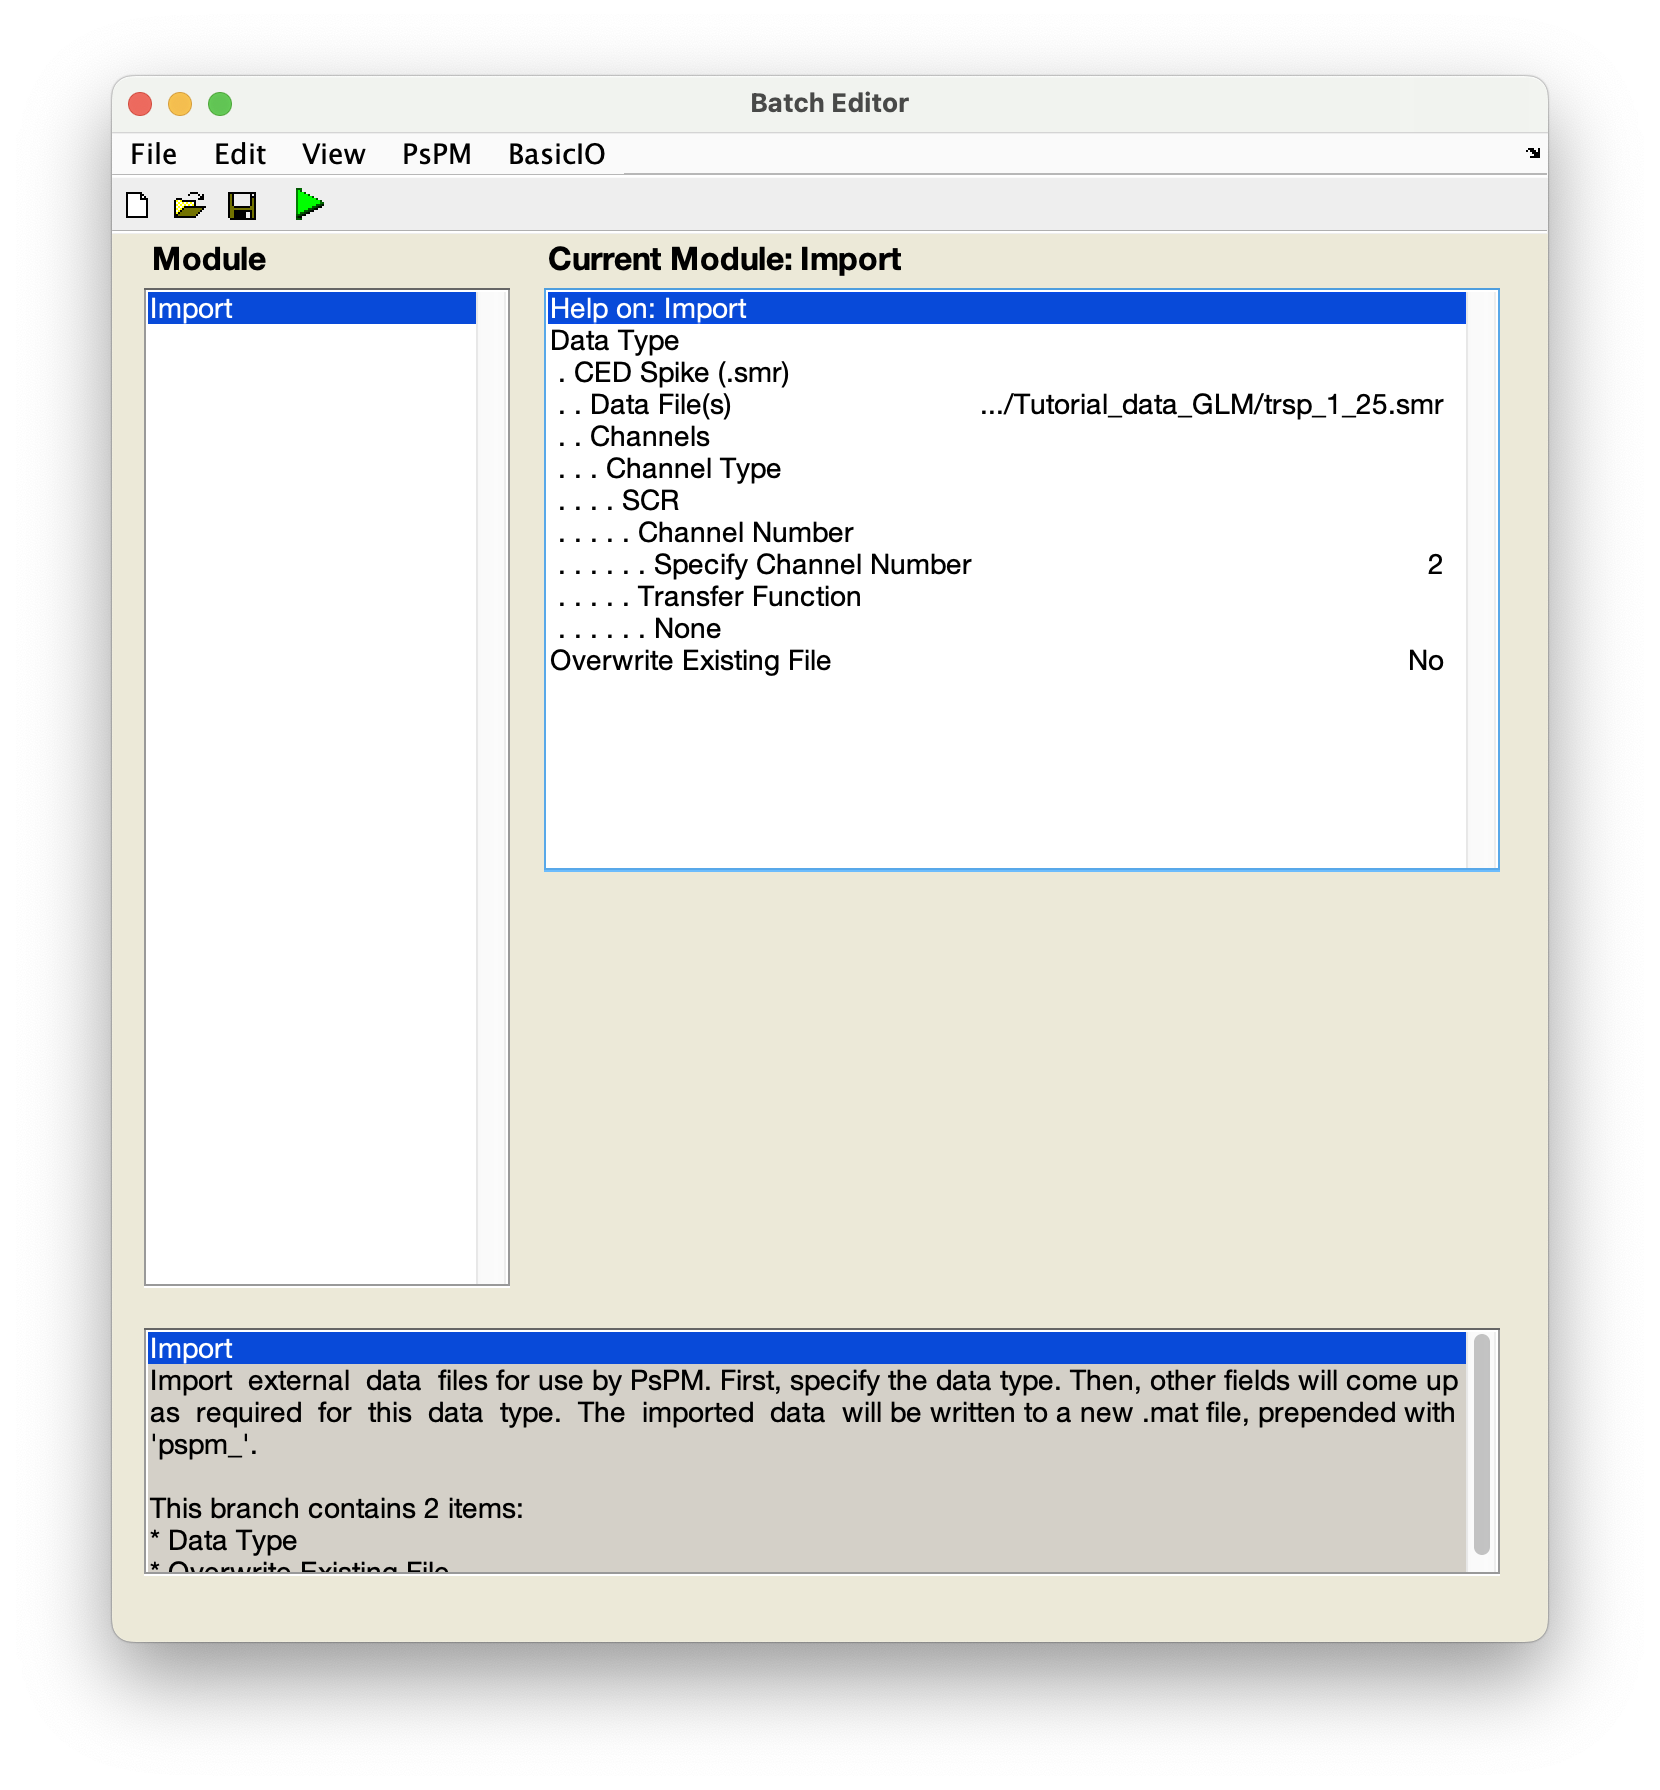 Batch Editor
File Edit View PsPM BasicIO
Module
Import
Current Module: Import
Help on: Import
Data Type
. CED Spike (.smr)
. . Data File(s) .../Tutorial_data_GLM/trsp_1_25.smr
. . Channels
. . . Channel Type
. . . . SCR
. . . . . Channel Number
. . . . . . Specify Channel Number 2
. . . . . Transfer Function
. . . . . . None
Overwrite Existing File No
Import
Import external data files for use by PsPM. First, specify the data type. Then, other fields will come up
as required for this data type. The imported data will be written to a new .mat file, prepended with
'pspm_'.
This branch contains 2 items:
* Data Type
* Overwrite Existing File